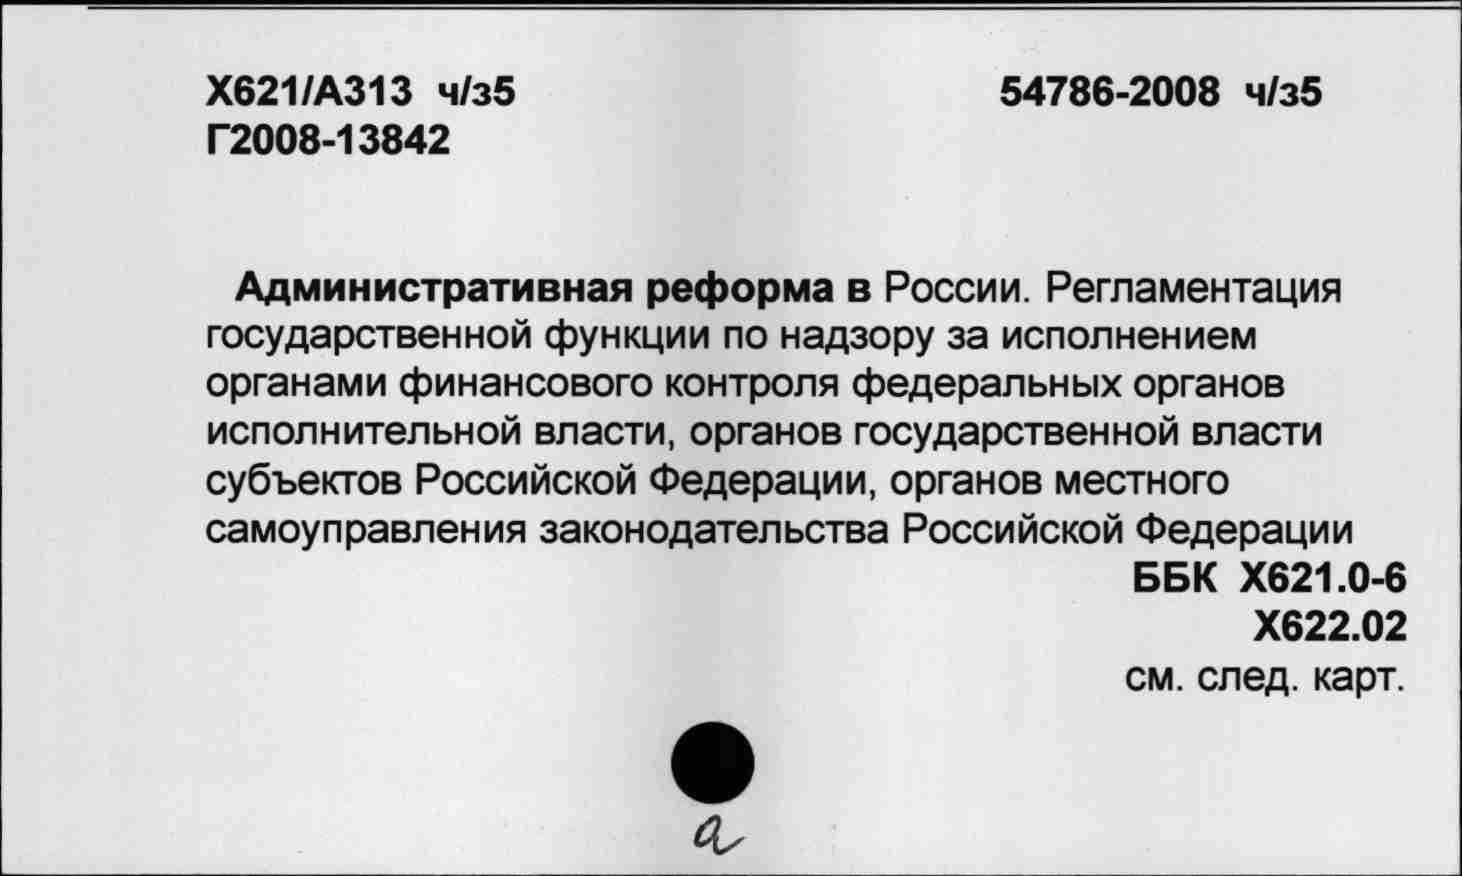 Х621/А313 ч/з5 54786-2008 ч/з5
Г2008-13842
Административная реформа в России. Регламентация
государственной функции по надзору за исполнением
органами финансового контроля федеральных органов
исполнительной власти, органов государственной власти
субъектов Российской Федерации, органов местного
самоуправления законодательства Российской Федерации
ББК Х621.0-6
Х622.02
см. след. карт.
а